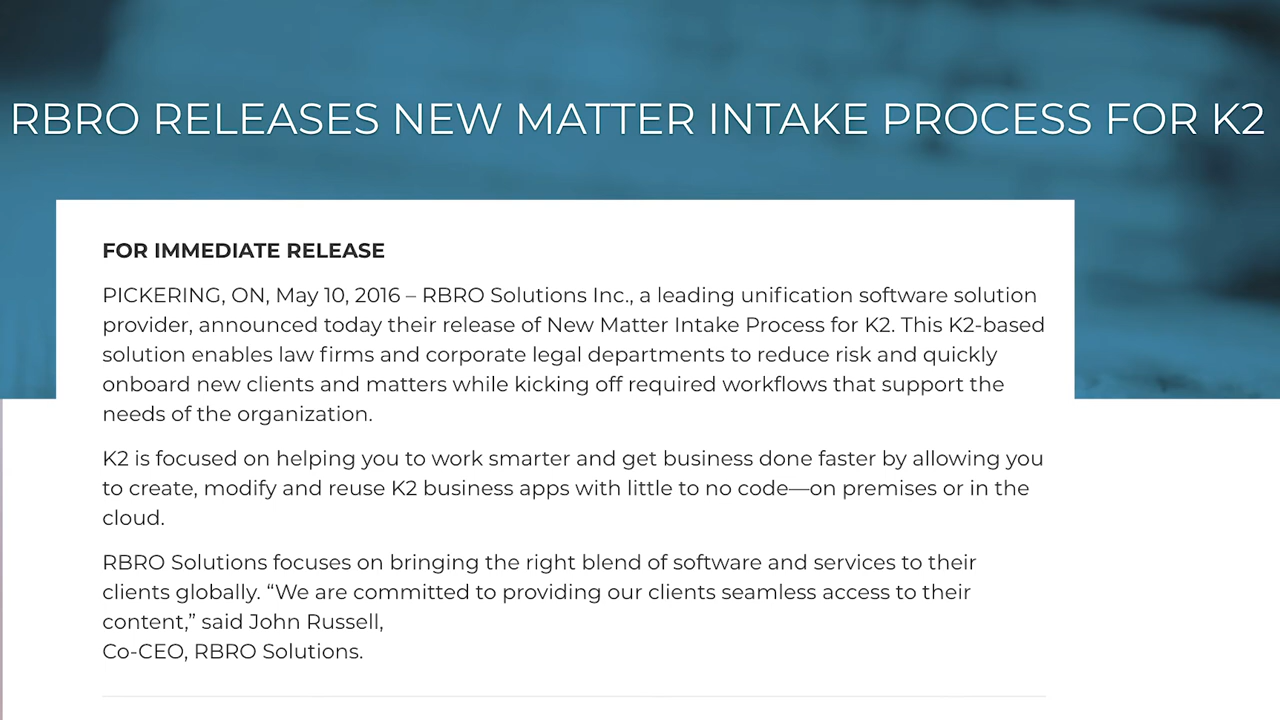 RBRO RELEASES NEW MATTER INTAKE PROCESS FOR K2
FOR IMMEDIATE RELEASE
PICKERING, ON, May 10, 2016 – RBRO Solutions Inc., a leading unification software solution
provider, announced today their release of New Matter Intake Process for K2. This K2-based
solution enables law firms and corporate legal departments to reduce risk and quickly
onboard new clients and matters while kicking off required workflows that support the
needs of the organization.
K2 is focused on helping you to work smarter and get business done faster by allowing you
to create, modify and reuse K2 business apps with little to no code—on premises or in the
cloud.
RBRO Solutions focuses on bringing the right blend of software and services to their
clients globally. “We are committed to providing our clients seamless access to their
content,” said John Russell,
Co-CEO, RBRO Solutions.